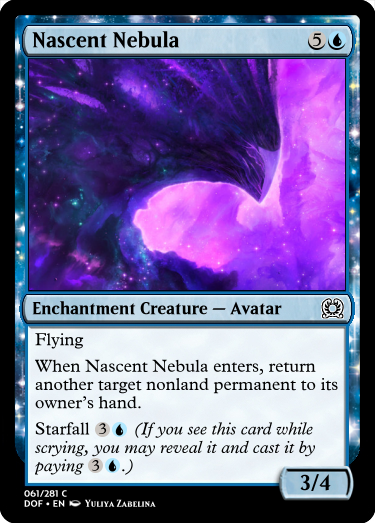 Nascent Nebula 5
Enchantment Creature — Avatar
Flying
When Nascent Nebula enters, return
another target nonland permanent to its
owner's hand.
Starfall 3 (If you see this card while
scrying, you may reveal it and cast it by
paying 3 .)
3/4
061/281 C
DOF • EN Yuliya Zabelina